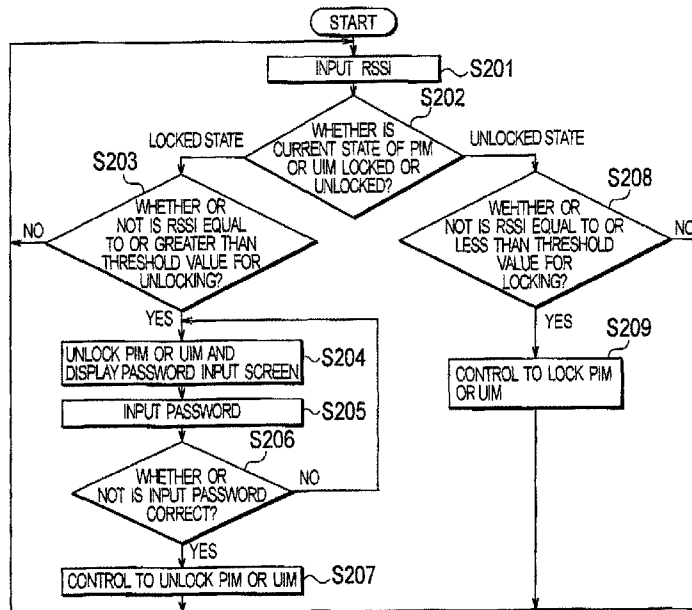 START
INPUT RSSI
S201
S202
WHETHER IS
CURRENT STATE OF PIM
OR UIM LOCKED OR
UNLOCKED?
LOCKED STATE
UNLOCKED STATE
S203
WHETHER OR
NOT IS RSSI EQUAL
TO OR GREATER THAN
THRESHOLD VALUE FOR
UNLOCKING?
NO
YES
S208
WEHTHER OR
NOT IS RSSI EQUAL TO OR
LESS THAN THRESHOLD
VALUE FOR
LOCKING?
NO
YES
UNLOCK PIM OR UIM AND
DISPLAY PASSWORD INPUT SCREEN
S204
INPUT PASSWORD
S205
S206
WHETHER OR
NOT IS INPUT PASSWORD
CORRECT?
NO
YES
CONTROL TO UNLOCK PIM OR UIM
S207
S209
CONTROL TO LOCK PIM
OR UIM